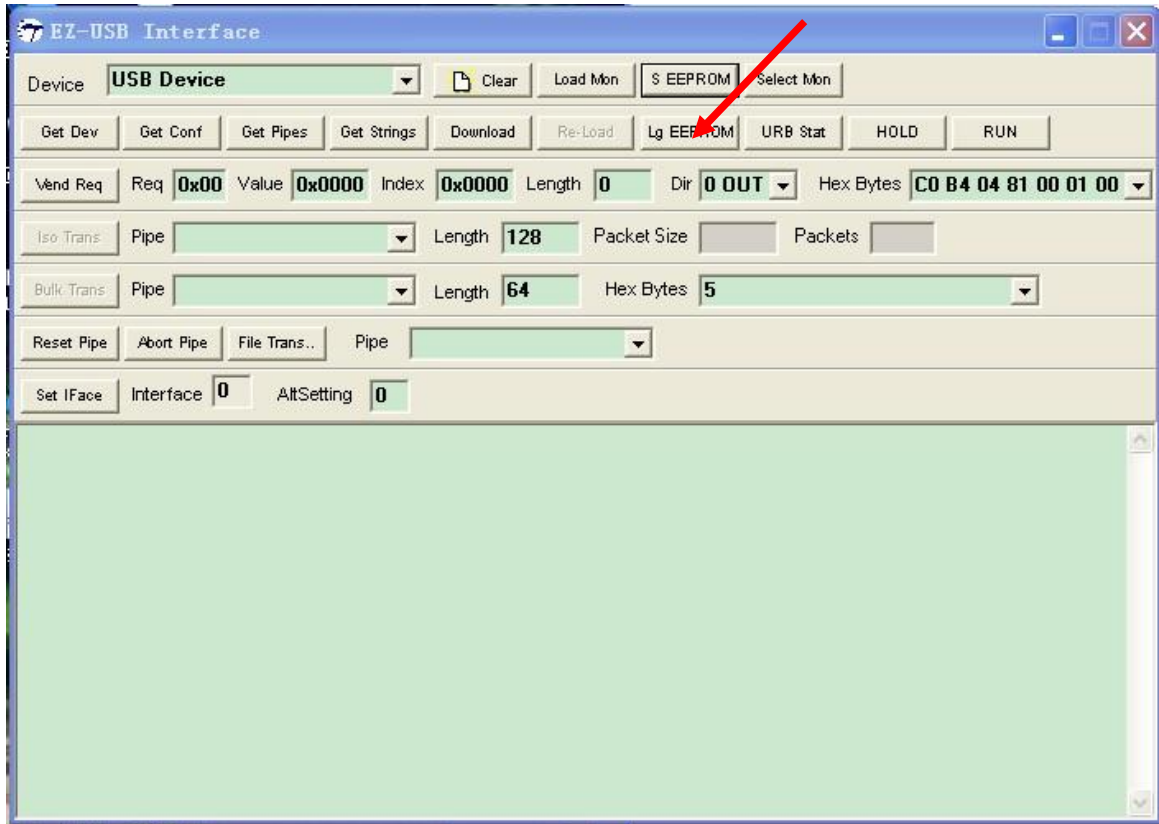 EZ-USB Interface
Device USB Device Clear Load Mon S EEPROM Select Mon
Get Dev Get Conf Get Pipes Get Strings Download Re-Load Lg EEPROM URB Stat HOLD RUN
Vend Req Req 0x00 Value 0x0000 Index 0x0000 Length 0 Dir 0 OUT Hex Bytes C0 B4 04 81 00 01 00
Iso Trans Pipe Length 128 Packet Size Packets
Bulk Trans Pipe Length 64 Hex Bytes 5
Reset Pipe Abort Pipe File Trans.. Pipe
Set IFace Interface 0 AltSetting 0